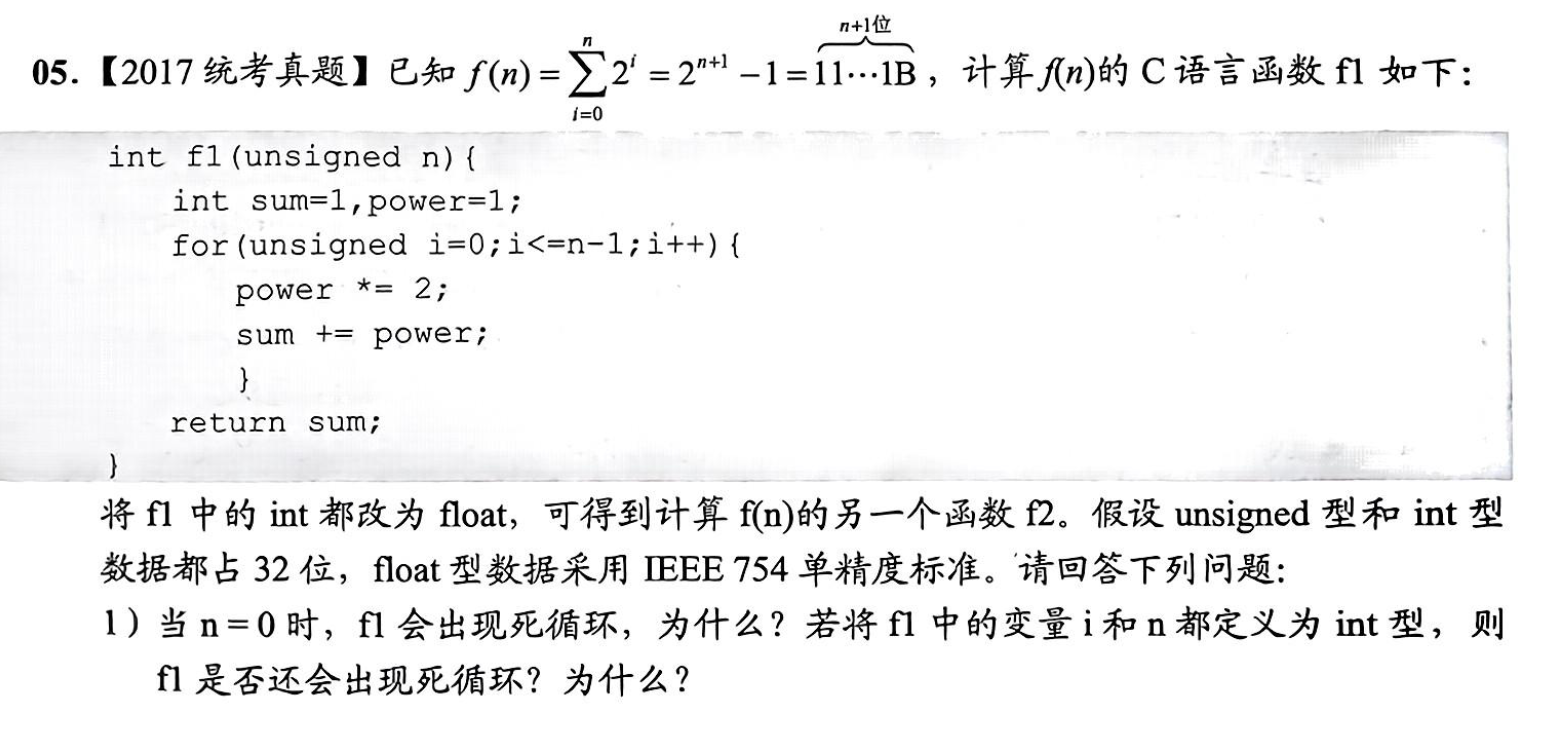 n+1位
05.【2017 统考真题】已知 f(n) = ∑_{i=0}^{n} 2^i = 2^{n+1} − 1 = 11⋯1B，计算 f(n)的 C 语言函数 f1 如下：
int f1(unsigned n){
int sum=1,power=1;
for(unsigned i=0;i<=n-1;i++){
power *= 2;
sum += power;
}
return sum;
}
将 f1 中的 int 都改为 float，可得到计算 f(n)的另一个函数 f2。假设 unsigned 型和 int 型
数据都占 32 位，float 型数据采用 IEEE 754 单精度标准。请回答下列问题：
1）当 n = 0 时，f1 会出现死循环，为什么？若将 f1 中的变量 i 和 n 都定义为 int 型，则
f1 是否还会出现死循环？为什么？